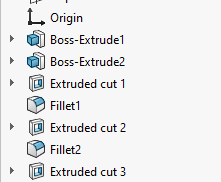 Origin
Boss-Extrude1
Boss-Extrude2
Extruded cut 1
Fillet1
Extruded cut 2
Fillet2
Extruded cut 3